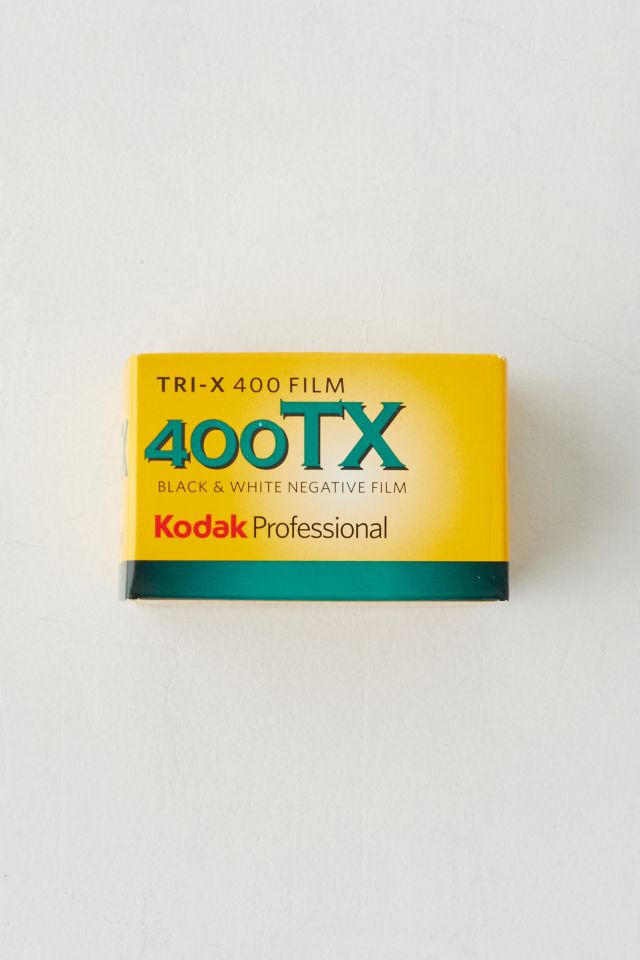 TRI-X 400 FILM
400TX
BLACK & WHITE NEGATIVE FILM
Kodak Professional
X